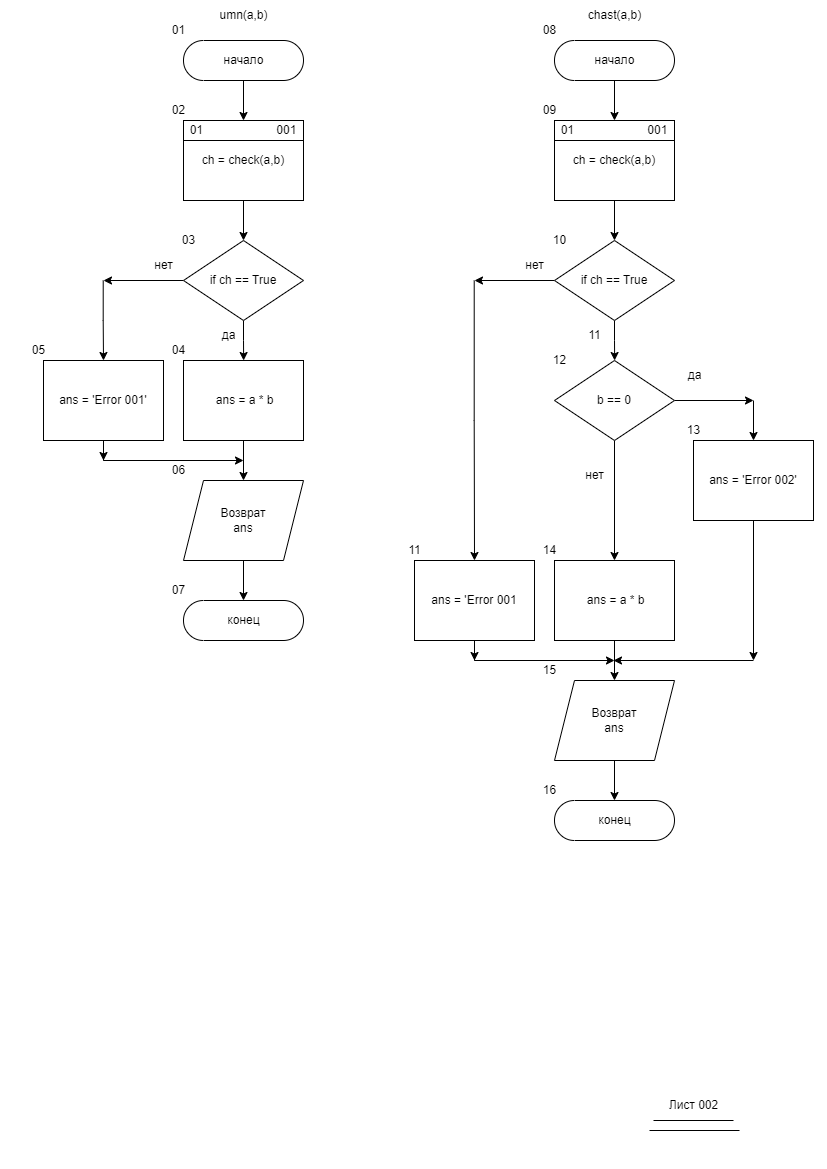 umn(a,b)
01
начало
02
01 001
ch = check(a,b)
03
if ch == True
нет
да
05
ans = 'Error 001'
04
ans = a * b
06
Возврат
ans
07
конец
chast(a,b)
08
начало
09
01 001
ch = check(a,b)
10
if ch == True
нет
11
12
b == 0
да
13
ans = 'Error 002'
нет
11
ans = 'Error 001
14
ans = a * b
15
Возврат
ans
16
конец
Лист 002